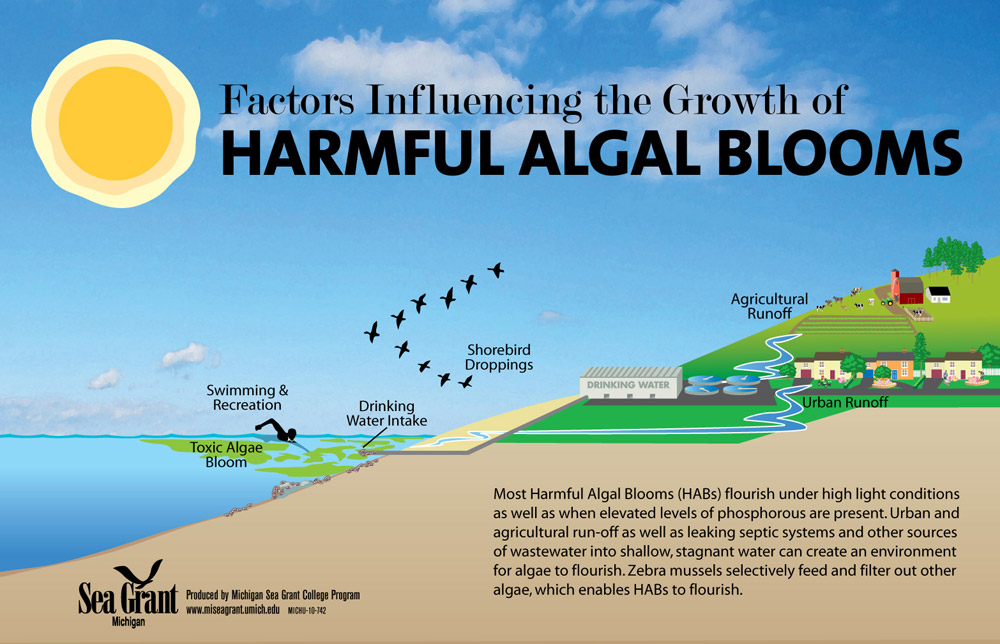 Factors Influencing the Growth of
HARMFUL ALGAL BLOOMS
Agricultural
Runoff
Shorebird
Droppings
DRINKING WATER
Swimming &
Recreation
Drinking
Water Intake
Urban Runoff
Toxic Algae
Bloom
Most Harmful Algal Blooms (HABs) flourish under high light conditions
as well as when elevated levels of phosphorous are present. Urban and
agricultural run-off as well as leaking septic systems and other sources
of wastewater into shallow, stagnant water can create an environment
for algae to flourish. Zebra mussels selectively feed and filter out other
algae, which enables HABs to flourish.
Sea Grant
Michigan
Produced by Michigan Sea Grant College Program
www.miseagrant.umich.edu MICHU-10-742